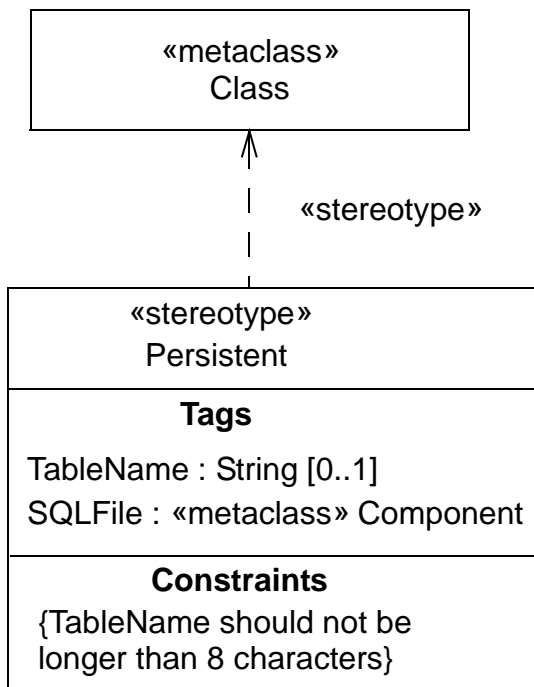 «metaclass»
Class
«stereotype»
«stereotype»
Persistent
Tags
TableName : String [0..1]
SQLFile : «metaclass» Component
Constraints
{TableName should not be
longer than 8 characters}